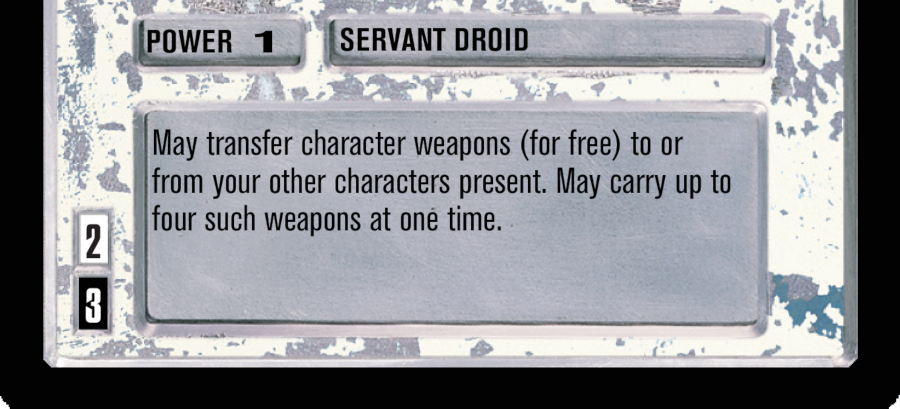 POWER 1
SERVANT DROID
May transfer character weapons (for free) to or
from your other characters present. May carry up to
four such weapons at one time.
2
3